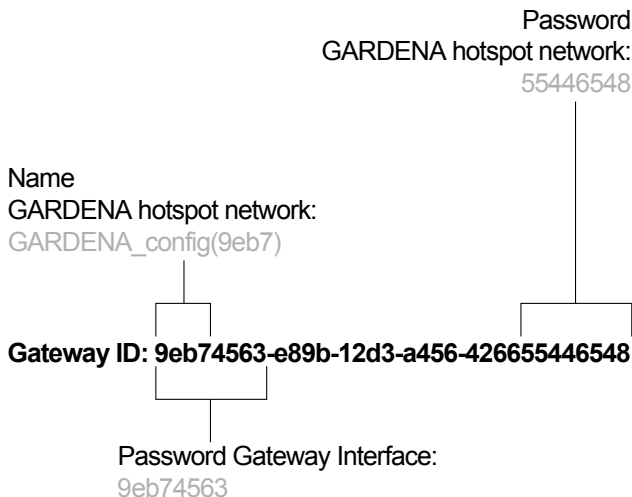 Password
GARDENA hotspot network:
55446548
Name
GARDENA hotspot network:
GARDENA_config(9eb7)
Gateway ID: 9eb74563-e89b-12d3-a456-426655446548
Password Gateway Interface:
9eb74563